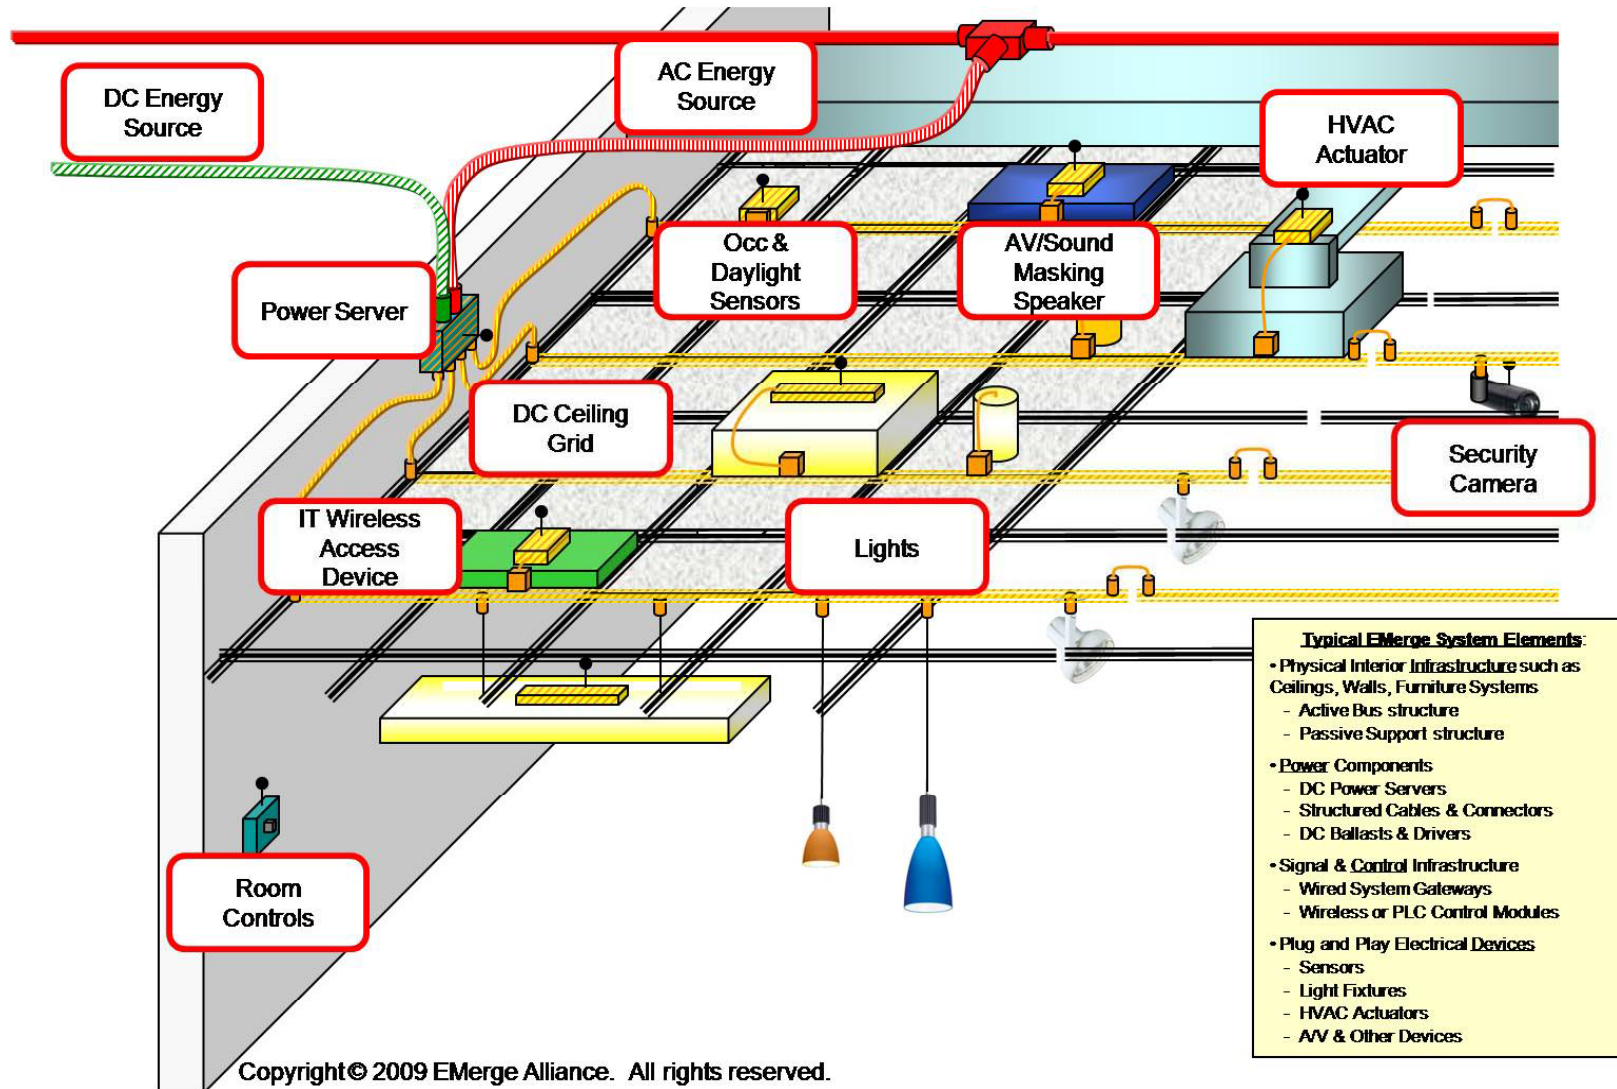 DC Energy
Source
AC Energy
Source
HVAC
Actuator
Occ &
Daylight
Sensors
AV/Sound
Masking
Speaker
Power Server
DC Ceiling
Grid
Security
Camera
IT Wireless
Access
Device
Lights
Room
Controls
Typical EMerge System Elements:
• Physical Interior Infrastructure such as
Ceilings, Walls, Furniture Systems
- Active Bus structure
- Passive Support structure
• Power Components
- DC Power Servers
- Structured Cables & Connectors
- DC Ballasts & Drivers
• Signal & Control Infrastructure
- Wired System Gateways
- Wireless or PLC Control Modules
• Plug and Play Electrical Devices
- Sensors
- Light Fixtures
- HVAC Actuators
- A/V & Other Devices
Copyright © 2009 EMerge Alliance. All rights reserved.